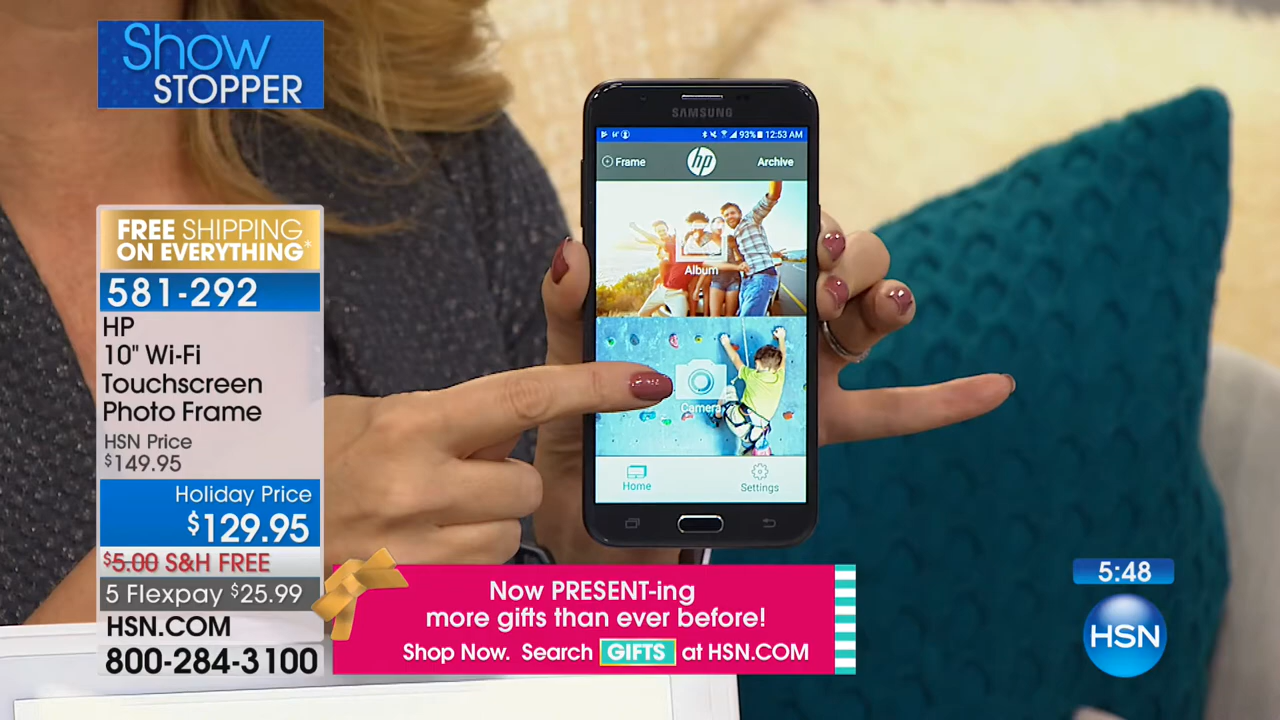 Show
STOPPER
FREE SHIPPING
ON EVERYTHING*
581-292
HP
10" Wi-Fi
Touchscreen
Photo Frame
HSN Price
$149.95
Holiday Price
$129.95
$5.00 S&H FREE
5 Flexpay $25.99
HSN.COM
800-284-3100
SAMSUNG
93% 12:53 AM
Frame
hp
Archive
Album
Camera
Home
Settings
Now PRESENT-ing
more gifts than ever before!
Shop Now. Search GIFTS at HSN.COM
5:48
HSN